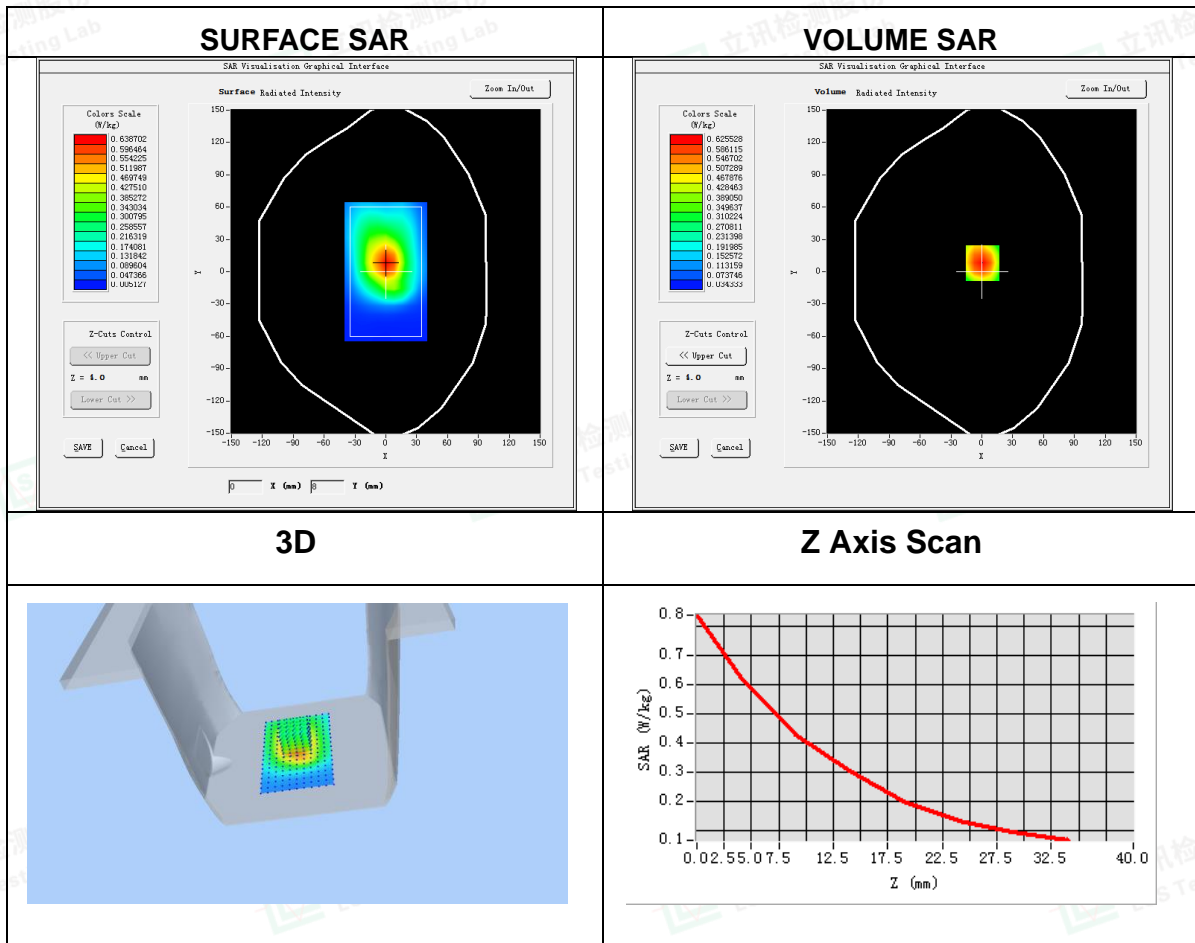 SURFACE SAR
VOLUME SAR
SAR Visualisation Graphical Interface
Surface Radiated Intensity
Zoom In/Out
Colors Scale
(W/kg)
0.638702
0.596464
0.554225
0.511987
0.469749
0.427510
0.385272
0.343034
0.300795
0.258557
0.216319
0.174081
0.131842
0.089604
0.047366
0.005127
150
120
90
60
30
0
-30
-60
-90
-120
-150
Y
-150 -120 -90 -60 -30 0 30 60 90 120 150
X
Z-Cuts Control
<< Upper Cut
Z = 4.0 mm
Lower Cut >>
SAVE
Cancel
0 X (mm) 8 Y (mm)
SAR Visualisation Graphical Interface
Volume Radiated Intensity
Zoom In/Out
Colors Scale
(W/kg)
0.625528
0.586115
0.546702
0.507289
0.467876
0.428463
0.389050
0.349637
0.310224
0.270811
0.231398
0.191985
0.152572
0.113159
0.073746
0.034333
150
120
90
60
30
0
-30
-60
-90
-120
-150
Y
-150 -120 -90 -60 -30 0 30 60 90 120 150
X
Z-Cuts Control
<< Upper Cut
Z = 4.0 mm
Lower Cut >>
SAVE
Cancel
3D
Z Axis Scan
0.8
0.7
0.6
0.5
0.4
0.3
0.2
0.1
SAR (W/kg)
0.0 2.5 5.0 7.5 12.5 17.5 22.5 27.5 32.5 40.0
Z (mm)